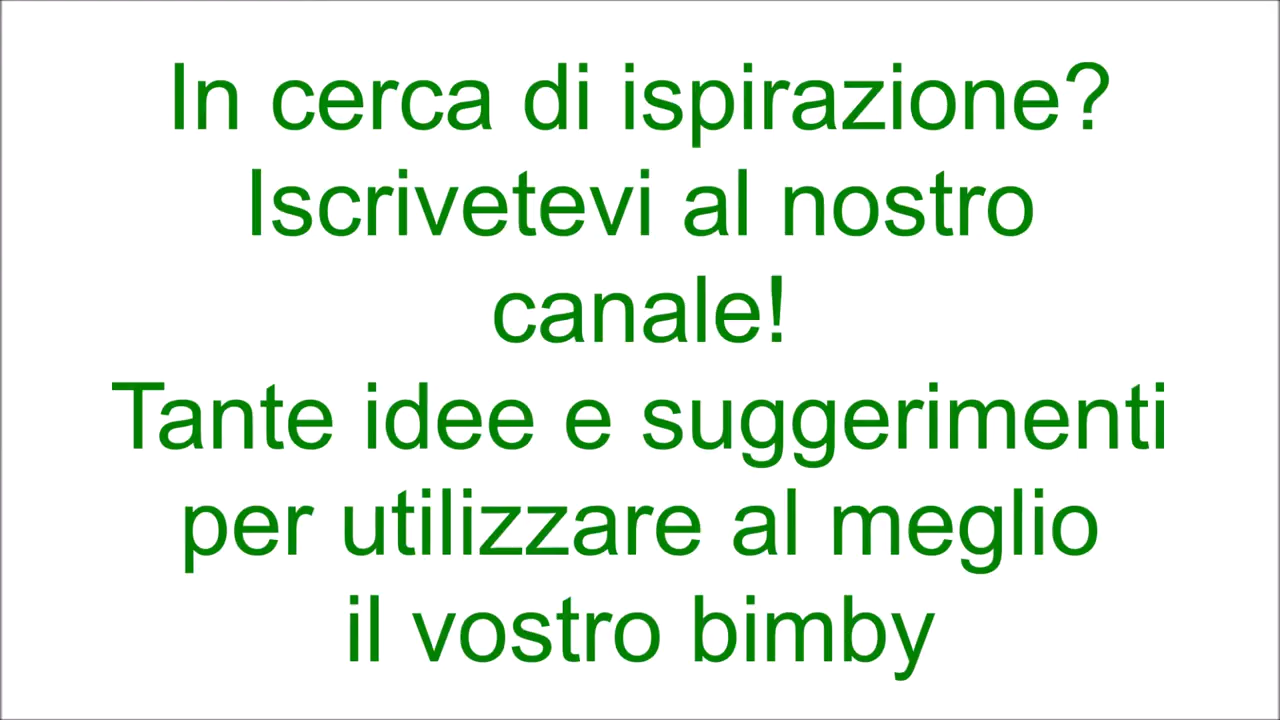 In cerca di ispirazione?
Iscrivetevi al nostro
canale!
Tante idee e suggerimenti
per utilizzare al meglio
il vostro bimby